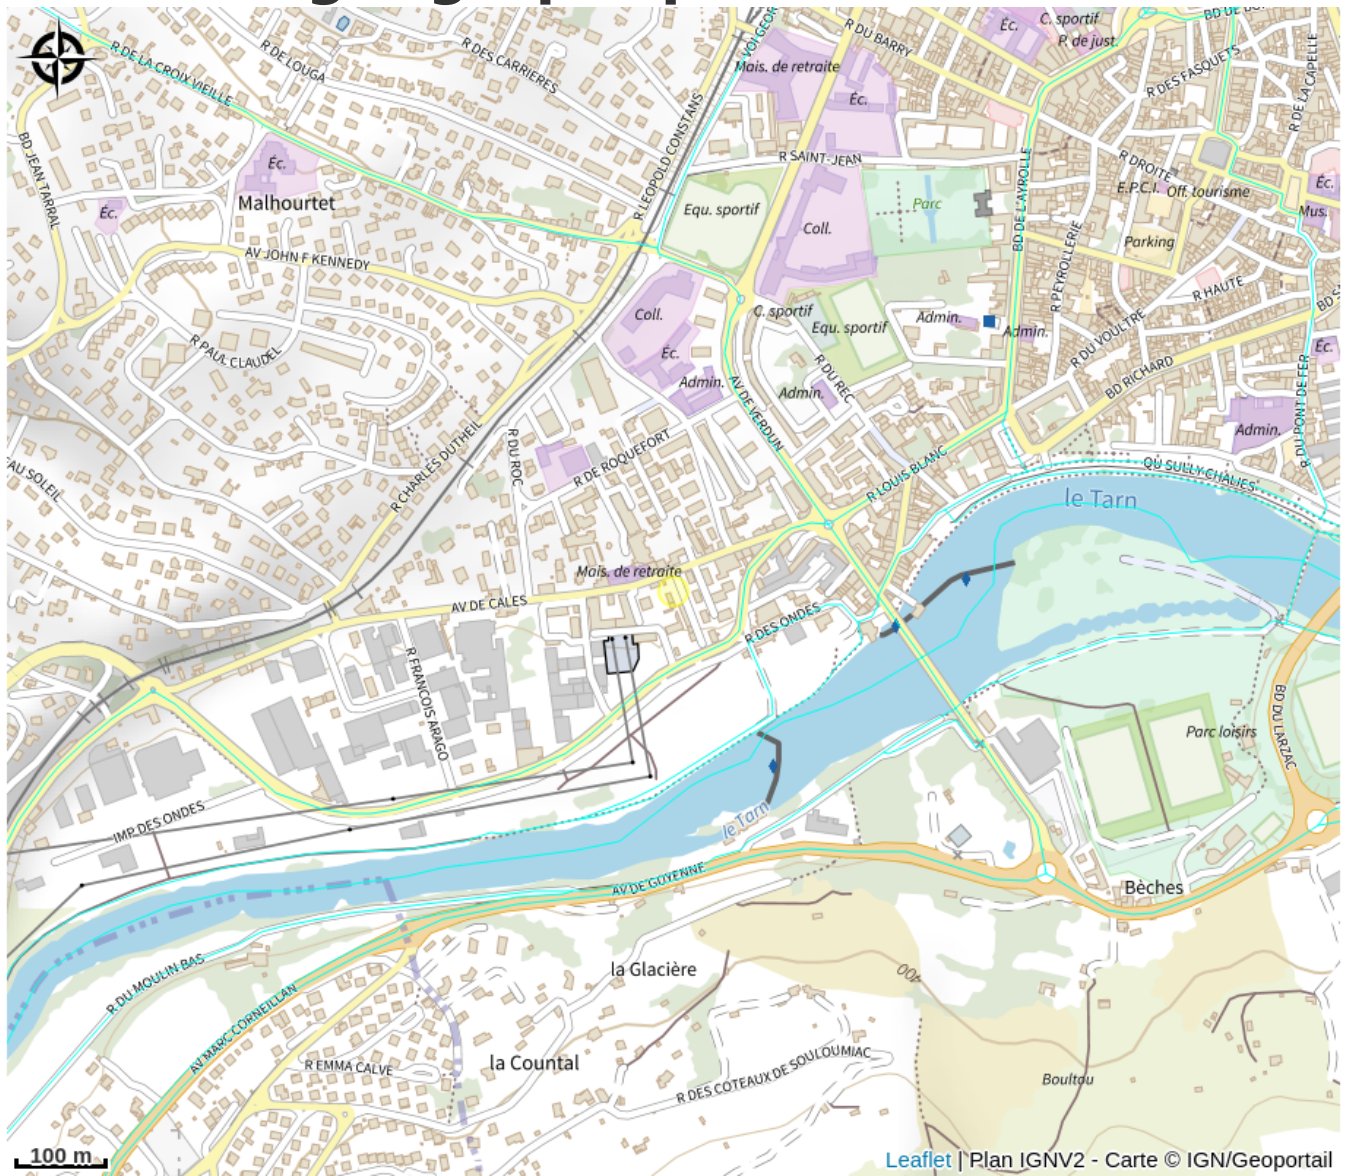 R DU BARRY
C. sportif
Éc.
P. de just.
R DE LA CROIX VIEILLE
R DE LOUGA
R DES CARRIERES
Mais. de retraite
Éc.
R DES FASQUETS
R DE LA CAPELLE
R LEOPOLD CONSTANS
BD JEAN TARRAL
Éc.
R SAINT-JEAN
R DROITE
E.P.C.I.
Off. tourisme
Éc.
Malhourtet
Éc.
Equ. sportif
Parc
Coll.
BD DE L'AYROLLE
Mus.
Parking
AV JOHN F KENNEDY
R PEYROLLERIE
R HAUTE
Coll.
C. sportif
Equ. sportif
Admin.
Admin.
R DU VOULTRE
R PAUL CLAUDEL
Éc.
Éc.
Admin.
Admin.
R DU REC
BD RICHARD
AV DE VERDUN
R CHARLES DUTHEIL
R DU ROC
R DE ROQUEFORT
Admin.
R DU PONT DE FER
R LOUIS BLANC
QU SULLY-CHALIES
le Tarn
AU SOLEIL
Mais. de retraite
AV DE CALES
R DES ONDES
R FRANCOIS ARAGO
BD DU LARZAC
Parc loisirs
IMP DES ONDES
le Tarn
AV DE GUYENNE
Bèches
R DU MOULIN BAS
la Glacière
400
AV MARC CORNEILLAN
la Countal
R EMMA CALVE
R DES COTEAUX DE SOULOUMIAC
Boultou
100 m
Leaflet | Plan IGNV2 - Carte © IGN/Geoportail